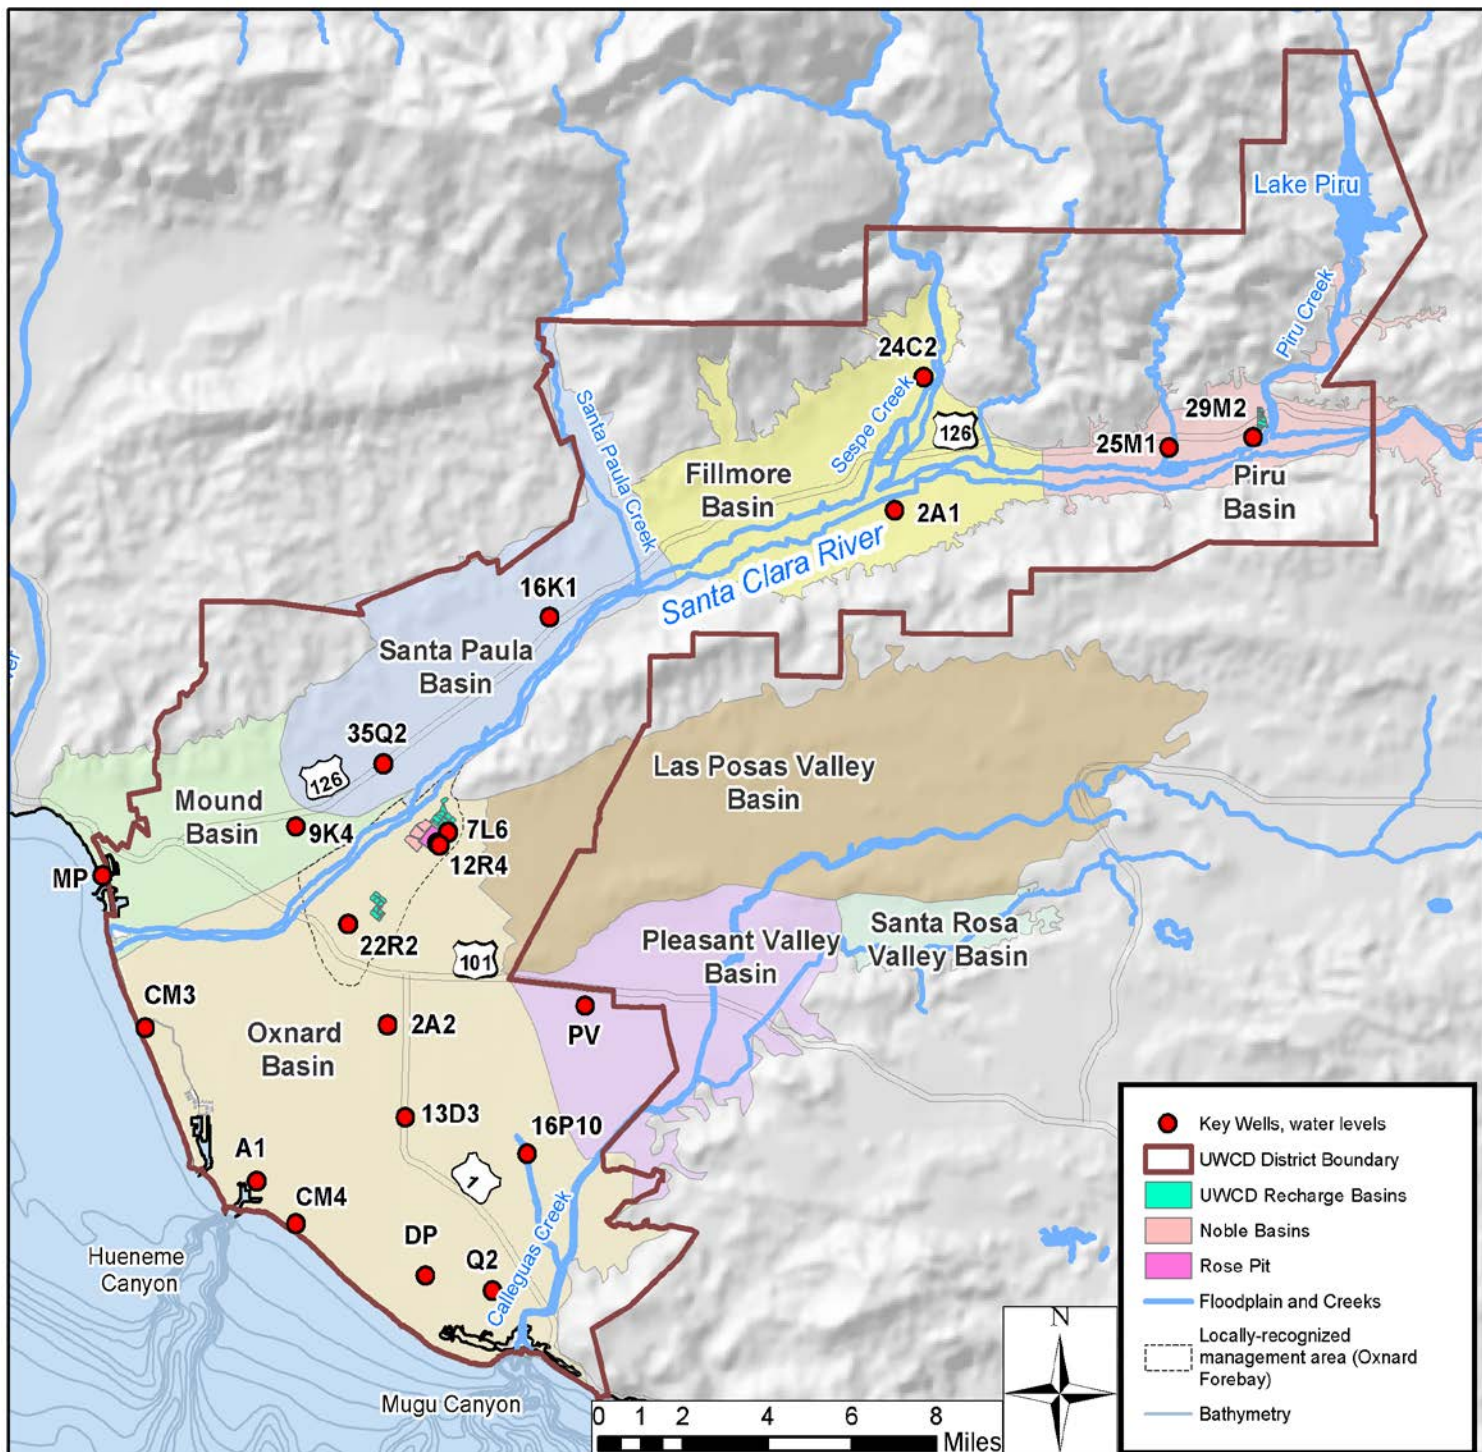 Lake Piru
Piru Creek
24C2
Sespe Creek
126
29M2
25M1
Piru
Basin
Santa Paula Creek
Fillmore
Basin
2A1
Santa Clara River
16K1
Santa Paula
Basin
35Q2
126
Las Posas Valley
Basin
Mound
Basin
9K4
7L6
12R4
MP
22R2
101
Pleasant Valley
Basin
Santa Rosa
Valley Basin
CM3
2A2
PV
Oxnard
Basin
13D3
16P10
A1
1
CM4
DP
Q2
Calleguas Creek
Hueneme
Canyon
Mugu Canyon
Key Wells, water levels
UWCD District Boundary
UWCD Recharge Basins
Noble Basins
Rose Pit
Floodplain and Creeks
Locally-recognized
management area (Oxnard
Forebay)
Bathymetry
N
0 1 2 4 6 8
Miles